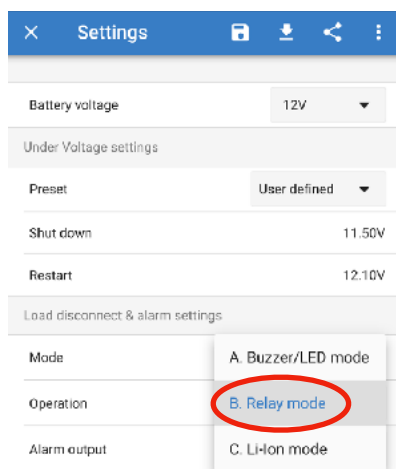 Settings
Battery voltage 12V
Under Voltage settings
Preset User defined
Shut down 11.50V
Restart 12.10V
Load disconnect & alarm settings
Mode A. Buzzer/LED mode
Operation B. Relay mode
Alarm output C. Li-Ion mode